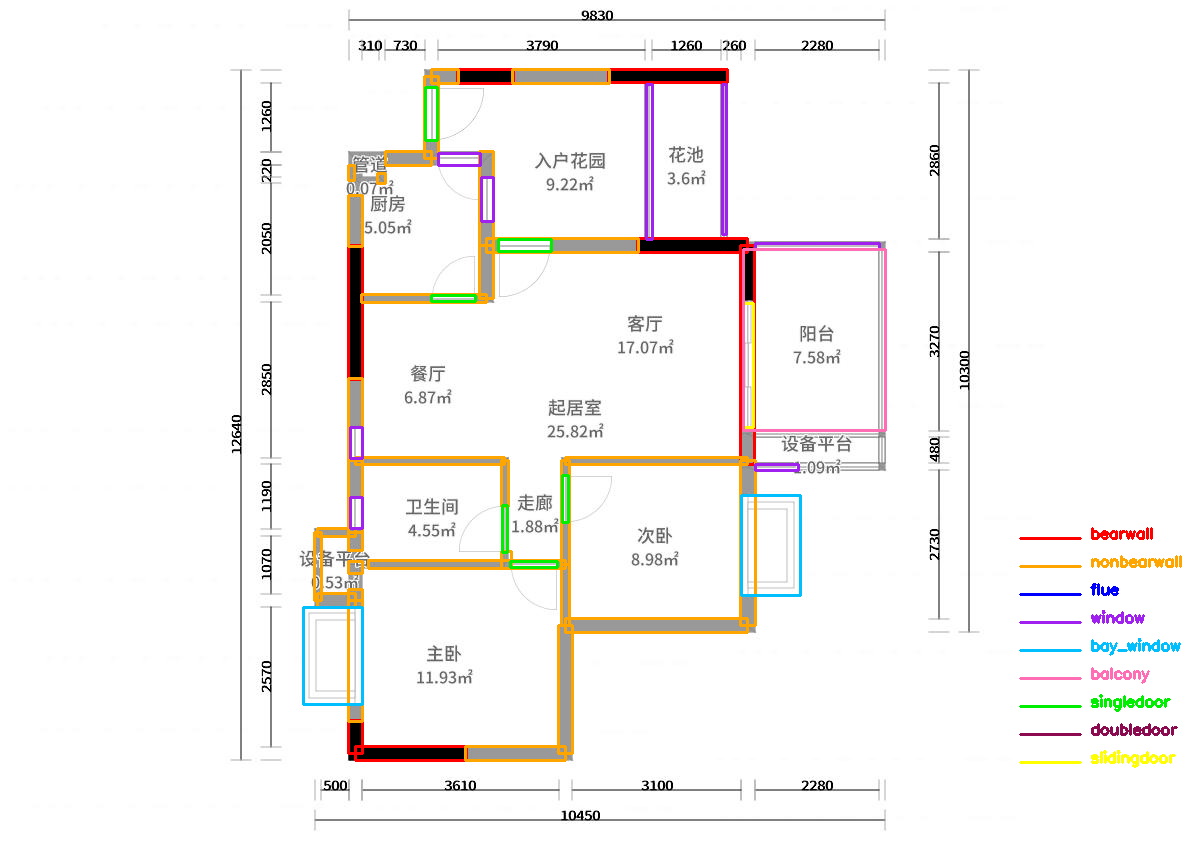 9830
310 730 3790 1260 260 2280
1260
220
2050
2850
1190
1070
2570
12640
2860
3270
480
2730
10300
管道
0.07㎡
厨房
5.05㎡
入户花园
9.22㎡
花池
3.6㎡
客厅
17.07㎡
阳台
7.58㎡
餐厅
6.87㎡
起居室
25.82㎡
设备平台
1.09㎡
卫生间
4.55㎡
走廊
1.88㎡
次卧
8.98㎡
设备平台
0.53㎡
主卧
11.93㎡
bearwall
nonbearwall
flue
window
bay_window
balcony
singledoor
doubledoor
slidingdoor
500 3610 3100 2280
10450